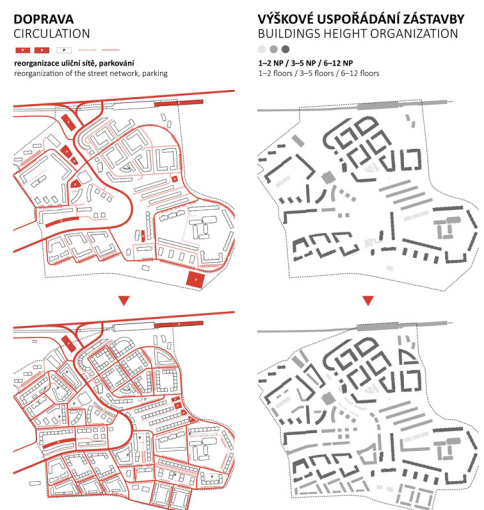 DOPRAVA
CIRCULATION
P P P
reorganizace uliční sítě, parkování
reorganization of the street network, parking
VÝŠKOVÉ USPOŘÁDÁNÍ ZÁSTAVBY
BUILDINGS HEIGHT ORGANIZATION
1–2 NP / 3–5 NP / 6–12 NP
1–2 floors / 3–5 floors / 6–12 floors